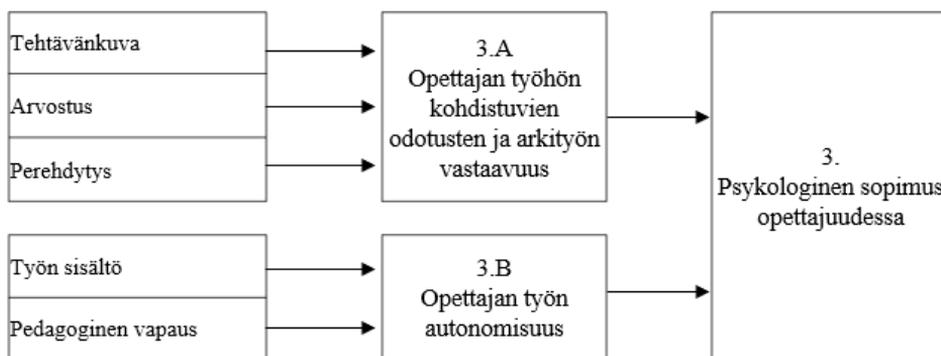 Tehtävänkuva
Arvostus
Perehdytys
3.A
Opettajan työhön
kohdistuvien
odotusten ja arkityön
vastaavuus
Työn sisältö
Pedagoginen vapaus
3.B
Opettajan työn
autonomisuus
3.
Psykologinen sopimus
opettajuudessa